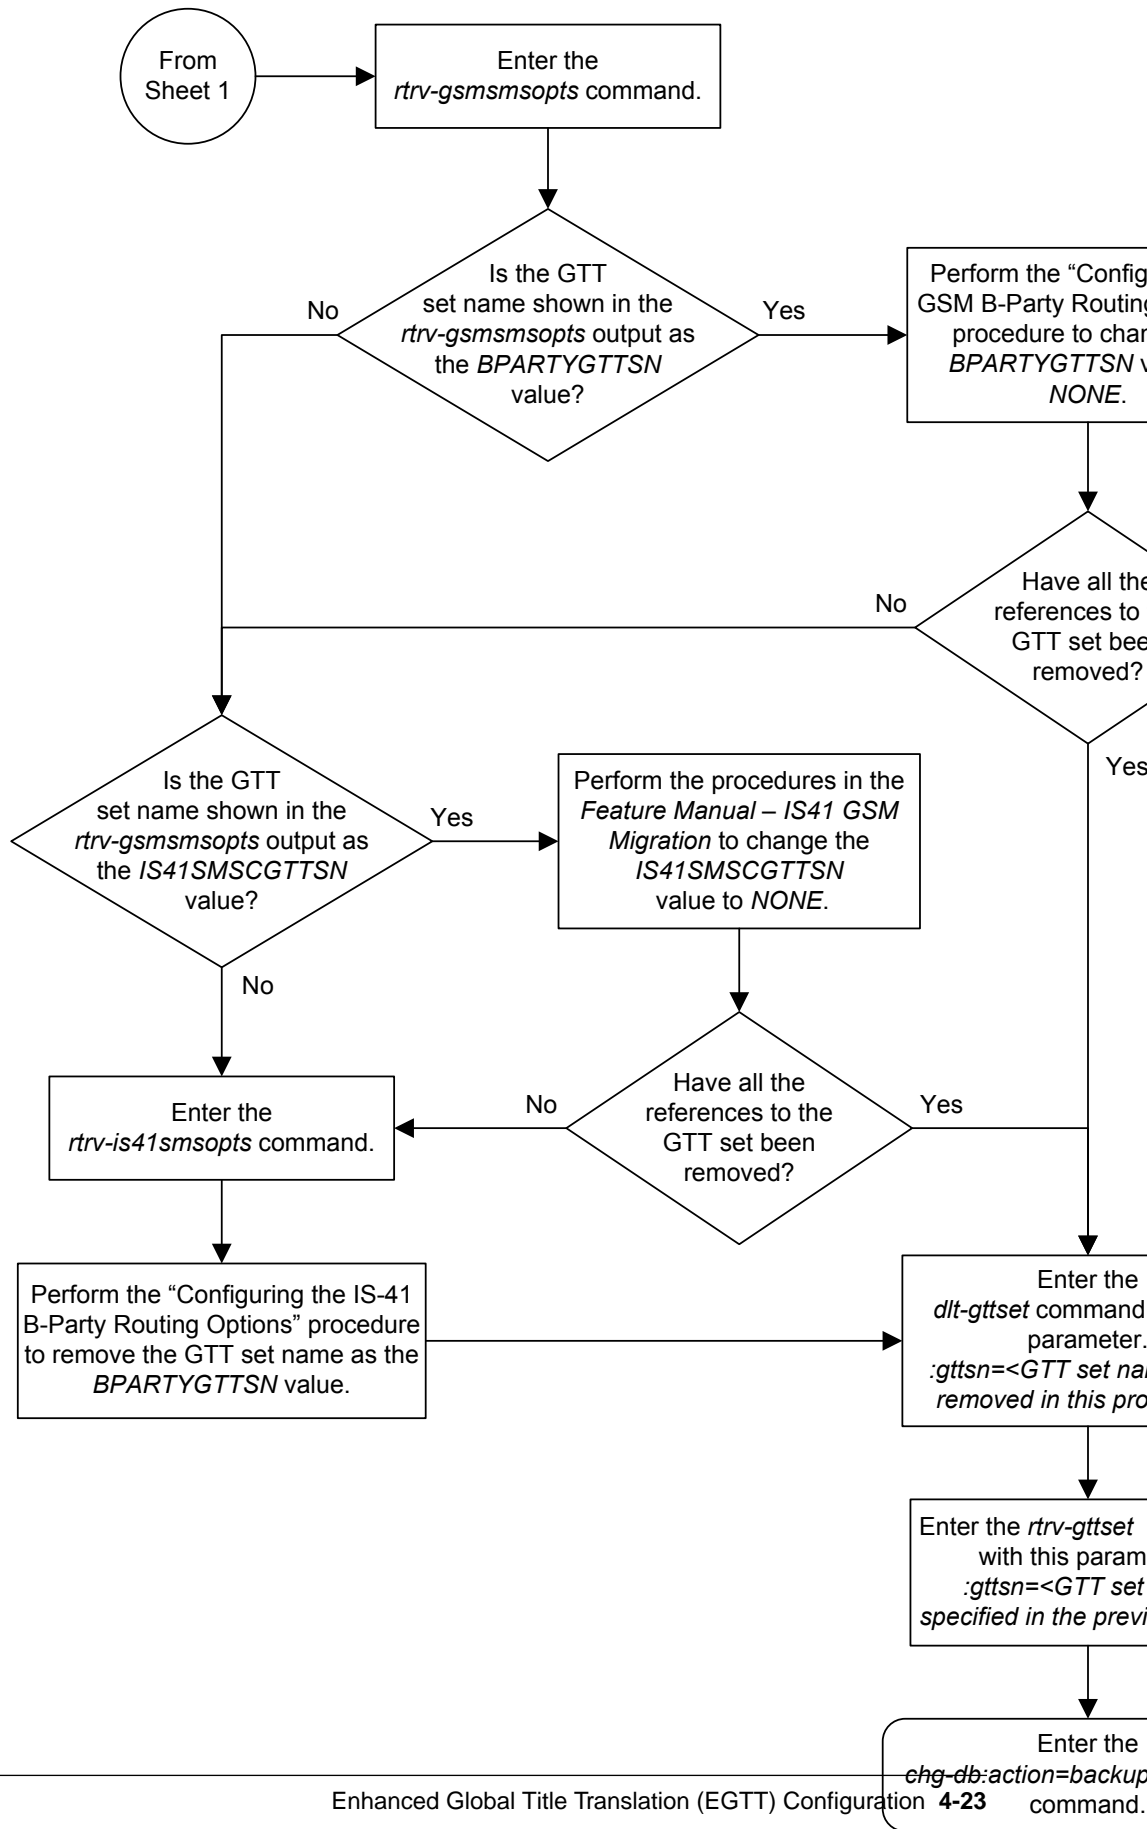 From
Sheet 1
Enter the
rtrv-gsmsmsopts command.
Is the GTT
set name shown in the
rtrv-gsmsmsopts output as
the BPARTYGTTSN
value?
No
Yes
Perform the “Config
GSM B-Party Routing
procedure to char
BPARTYGTTSN v
NONE.
Have all the
references to
GTT set bee
removed?
No
Yes
Is the GTT
set name shown in the
rtrv-gsmsmsopts output as
the IS41SMSCGTTSN
value?
Yes
No
Perform the procedures in the
Feature Manual – IS41 GSM
Migration to change the
IS41SMSCGTTSN
value to NONE.
Have all the
references to the
GTT set been
removed?
No
Yes
Enter the
rtrv-is41smsopts command.
Perform the “Configuring the IS-41
B-Party Routing Options” procedure
to remove the GTT set name as the
BPARTYGTTSN value.
Enter the
dlt-gttset command
parameter.
:gttsn=<GTT set nar
removed in this pro
Enter the rtrv-gttset
with this param
:gttsn=<GTT set
specified in the previ
Enter the
chg-db:action=backup
command.
Enhanced Global Title Translation (EGTT) Configuration 4-23